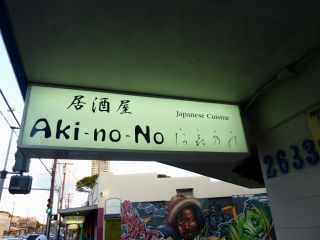 居酒屋
Japanese Cuisine
Aki-no-No
2633